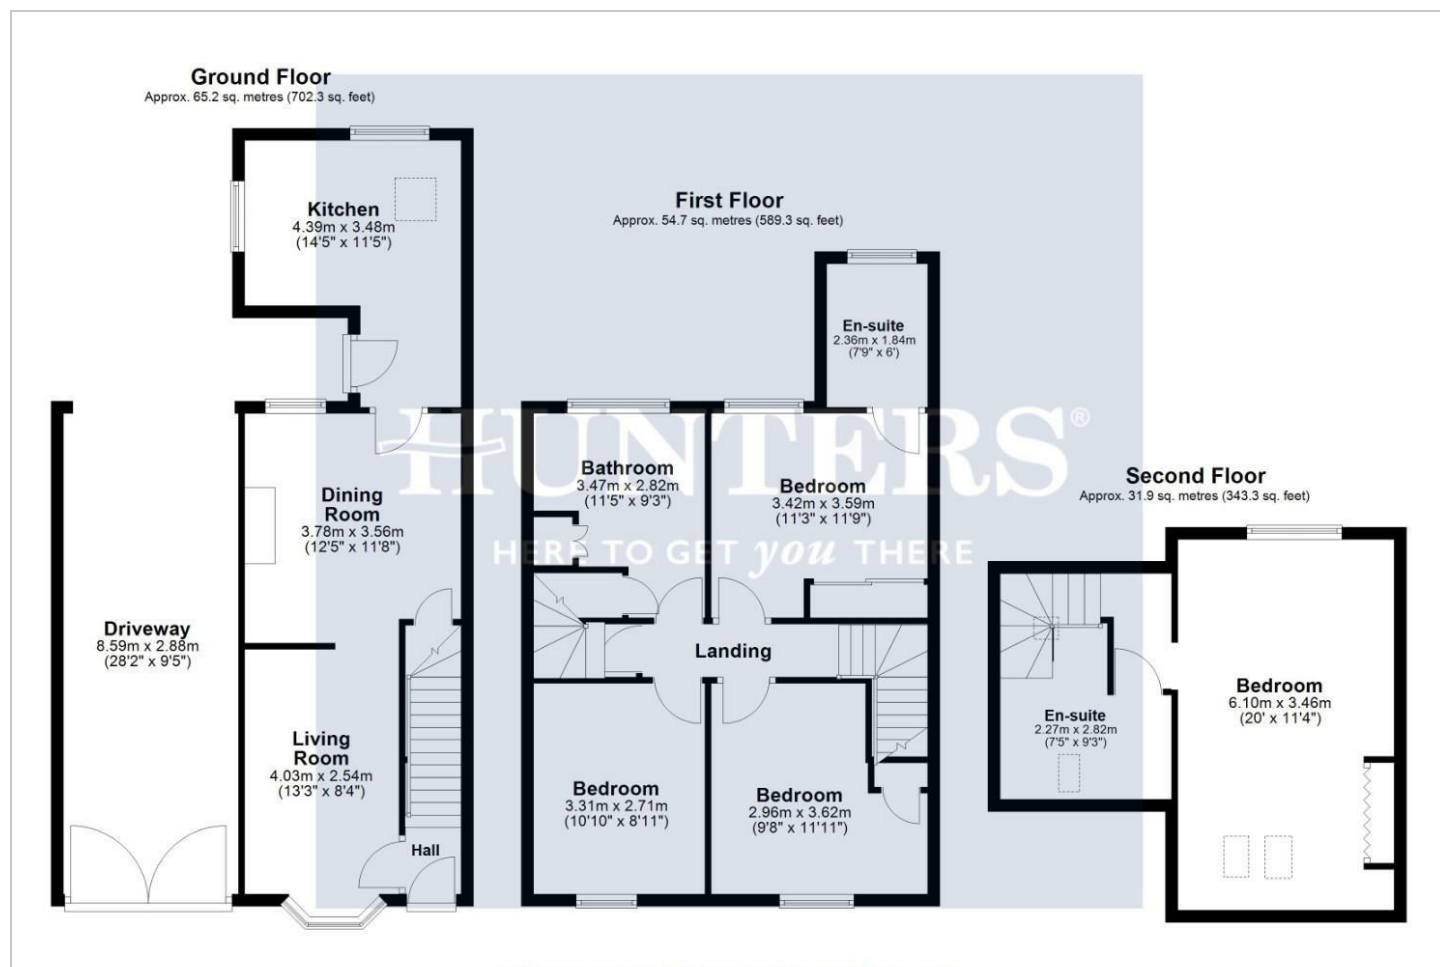 Ground Floor
Approx. 65.2 sq. metres (702.3 sq. feet)
Kitchen
4.39m x 3.48m
(14'5" x 11'5")
Dining
Room
3.78m x 3.56m
(12'5" x 11'8")
Driveway
8.59m x 2.88m
(28'2" x 9'5")
Living
Room
4.03m x 2.54m
(13'3" x 8'4")
Hall
First Floor
Approx. 54.7 sq. metres (589.3 sq. feet)
En-suite
2.36m x 1.84m
(7'9" x 6')
HUNTERS®
HERE TO GET you THERE
Bathroom
3.47m x 2.82m
(11'5" x 9'3")
Bedroom
3.42m x 3.59m
(11'3" x 11'9")
Landing
Bedroom
3.31m x 2.71m
(10'10" x 8'11")
Bedroom
2.96m x 3.62m
(9'8" x 11'11")
Second Floor
Approx. 31.9 sq. metres (343.3 sq. feet)
Bedroom
6.10m x 3.46m
(20' x 11'4")
En-suite
2.27m x 2.82m
(7'5" x 9'3")